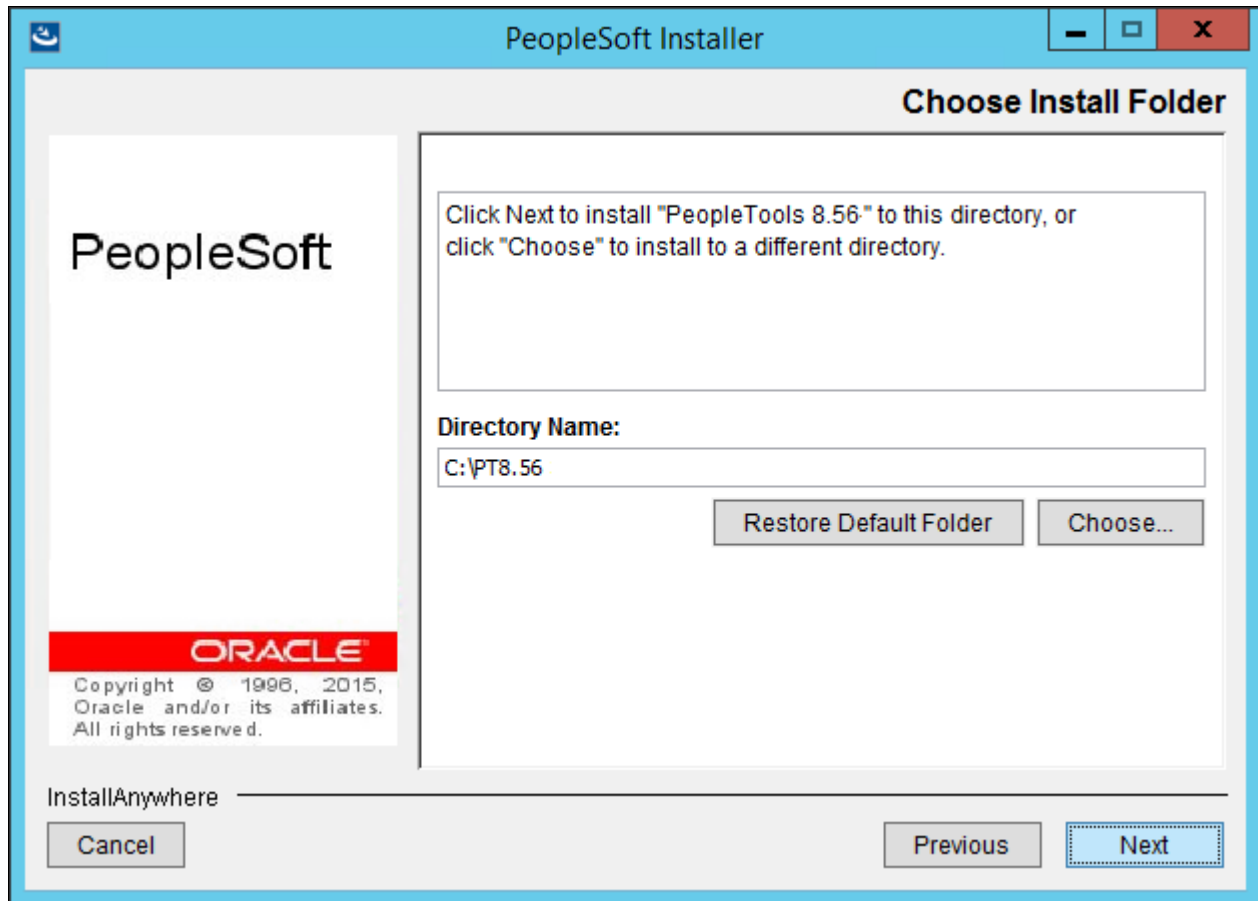 PeopleSoft Installer
X
Choose Install Folder
PeopleSoft
ORACLE
Copyright © 1996, 2015,
Oracle and/or its affiliates.
All rights reserved.
Click Next to install "PeopleTools 8.56" to this directory, or
click "Choose" to install to a different directory.
Directory Name:
C:\PT8.56
Restore Default Folder
Choose...
InstallAnywhere
Cancel
Previous
Next